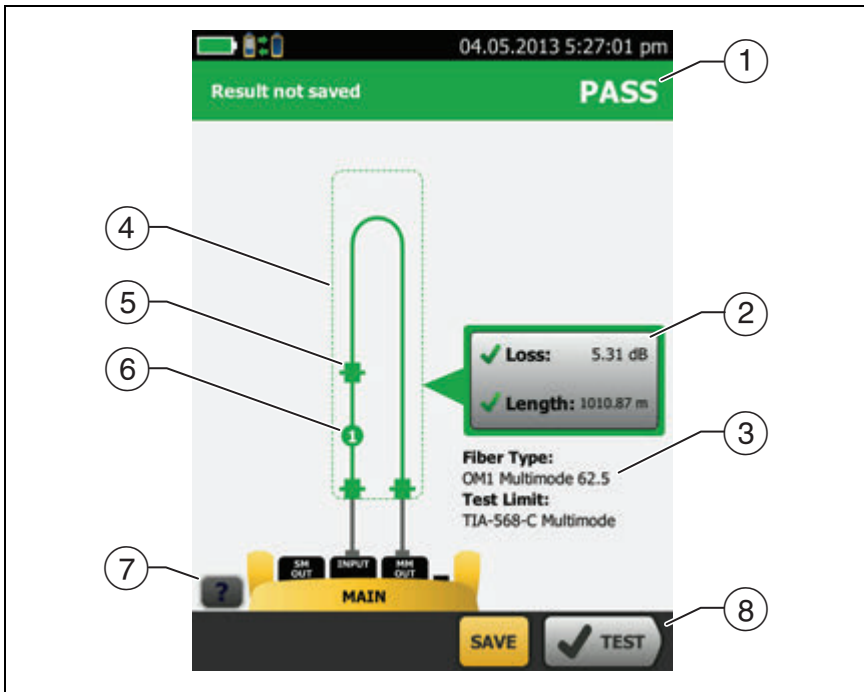 04.05.2013 5:27:01 pm
Result not saved
PASS
1
4
5
6
1
2
Loss: 5.31 dB
Length: 1010.87 m
3
Fiber Type:
OM1 Multimode 62.5
Test Limit:
TIA-568-C Multimode
SM OUT
INPUT
MM OUT
7
?
MAIN
SAVE
TEST
8